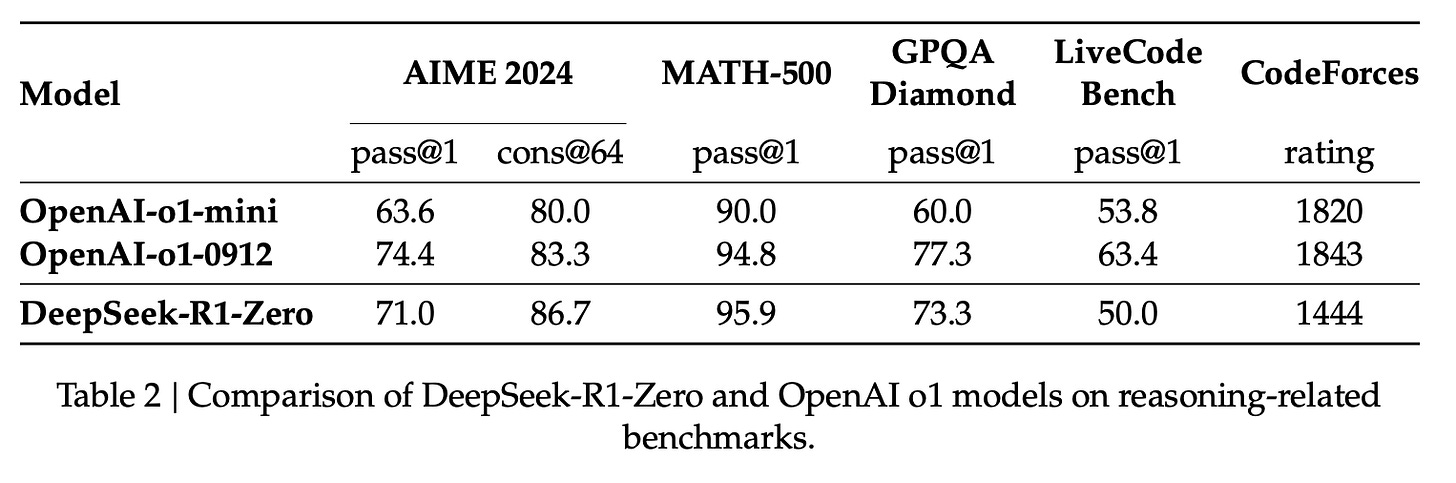 Model AIME 2024 MATH-500 GPQA Diamond LiveCode Bench CodeForces
pass@1 cons@64 pass@1 pass@1 pass@1 rating
OpenAI-o1-mini 63.6 80.0 90.0 60.0 53.8 1820
OpenAI-o1-0912 74.4 83.3 94.8 77.3 63.4 1843
DeepSeek-R1-Zero 71.0 86.7 95.9 73.3 50.0 1444
Table 2 | Comparison of DeepSeek-R1-Zero and OpenAI o1 models on reasoning-related
benchmarks.